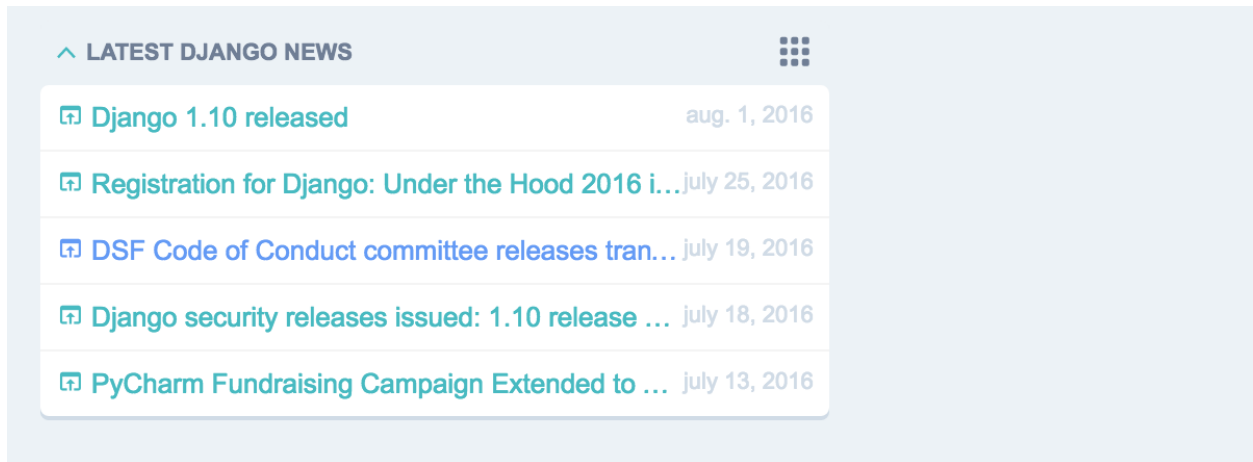 LATEST DJANGO NEWS
Django 1.10 released aug. 1, 2016
Registration for Django: Under the Hood 2016 i... july 25, 2016
DSF Code of Conduct committee releases tran... july 19, 2016
Django security releases issued: 1.10 release ... july 18, 2016
PyCharm Fundraising Campaign Extended to ... july 13, 2016